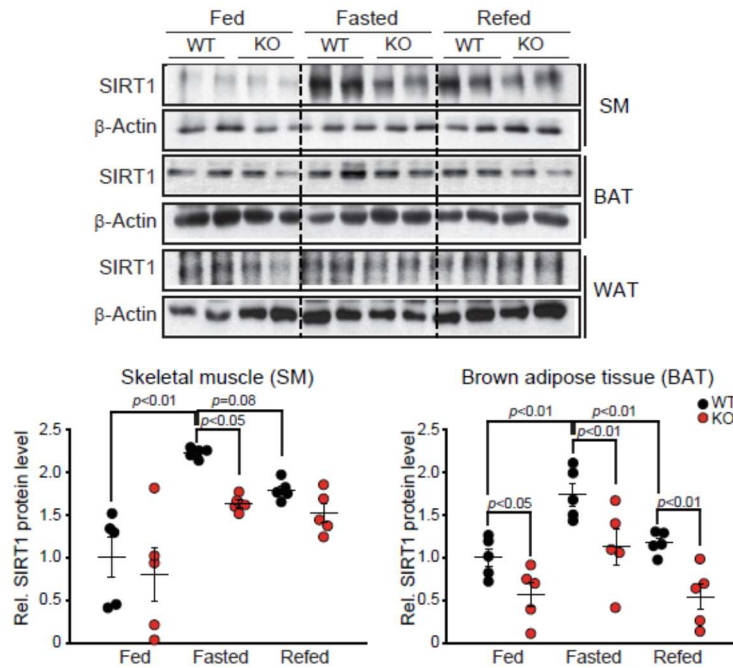 Fed Fasted Refed
WT KO WT KO WT KO
SIRT1
β-Actin
SM
SIRT1
β-Actin
BAT
SIRT1
β-Actin
WAT
Skeletal muscle (SM)
p<0.01 p=0.08
p<0.05
Rel. SIRT1 protein level
2.5
2.0
1.5
1.0
0.5
0
Fed Fasted Refed
Brown adipose tissue (BAT)
WT
KO
p<0.01 p<0.01
p<0.01
p<0.05 p<0.01
Rel. SIRT1 protein level
2.5
2.0
1.5
1.0
0.5
0
Fed Fasted Refed